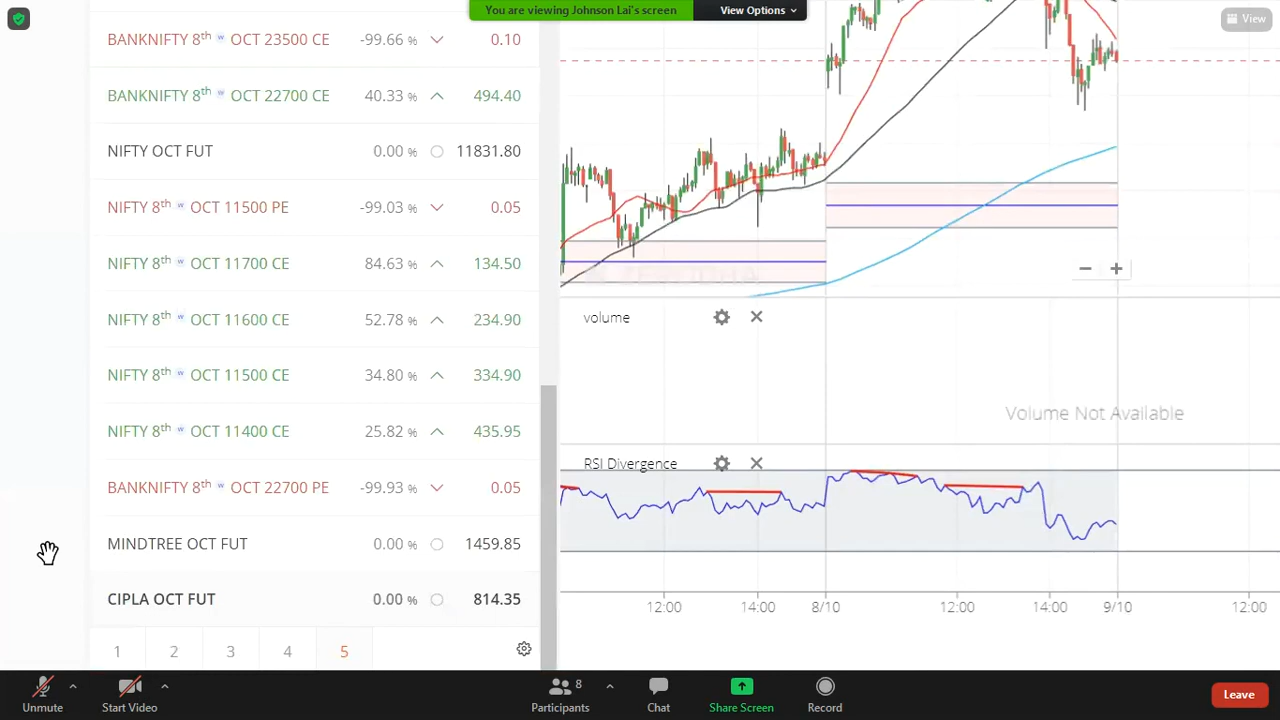 You are viewing Johnson Lai's screen
View Options
View
BANKNIFTY 8th w OCT 23500 CE -99.66 % 0.10
BANKNIFTY 8th w OCT 22700 CE 40.33 % 494.40
NIFTY OCT FUT 0.00 % 11831.80
NIFTY 8th w OCT 11500 PE -99.03 % 0.05
NIFTY 8th w OCT 11700 CE 84.63 % 134.50
NIFTY 8th w OCT 11600 CE 52.78 % 234.90
NIFTY 8th w OCT 11500 CE 34.80 % 334.90
NIFTY 8th w OCT 11400 CE 25.82 % 435.95
BANKNIFTY 8th w OCT 22700 PE -99.93 % 0.05
MINDTREE OCT FUT 0.00 % 1459.85
CIPLA OCT FUT 0.00 % 814.35
1 2 3 4 5
volume
Volume Not Available
RSI Divergence
12:00 14:00 8/10 12:00 14:00 9/10 12:00
Unmute
Start Video
8
Participants
Chat
Share Screen
Record
Leave